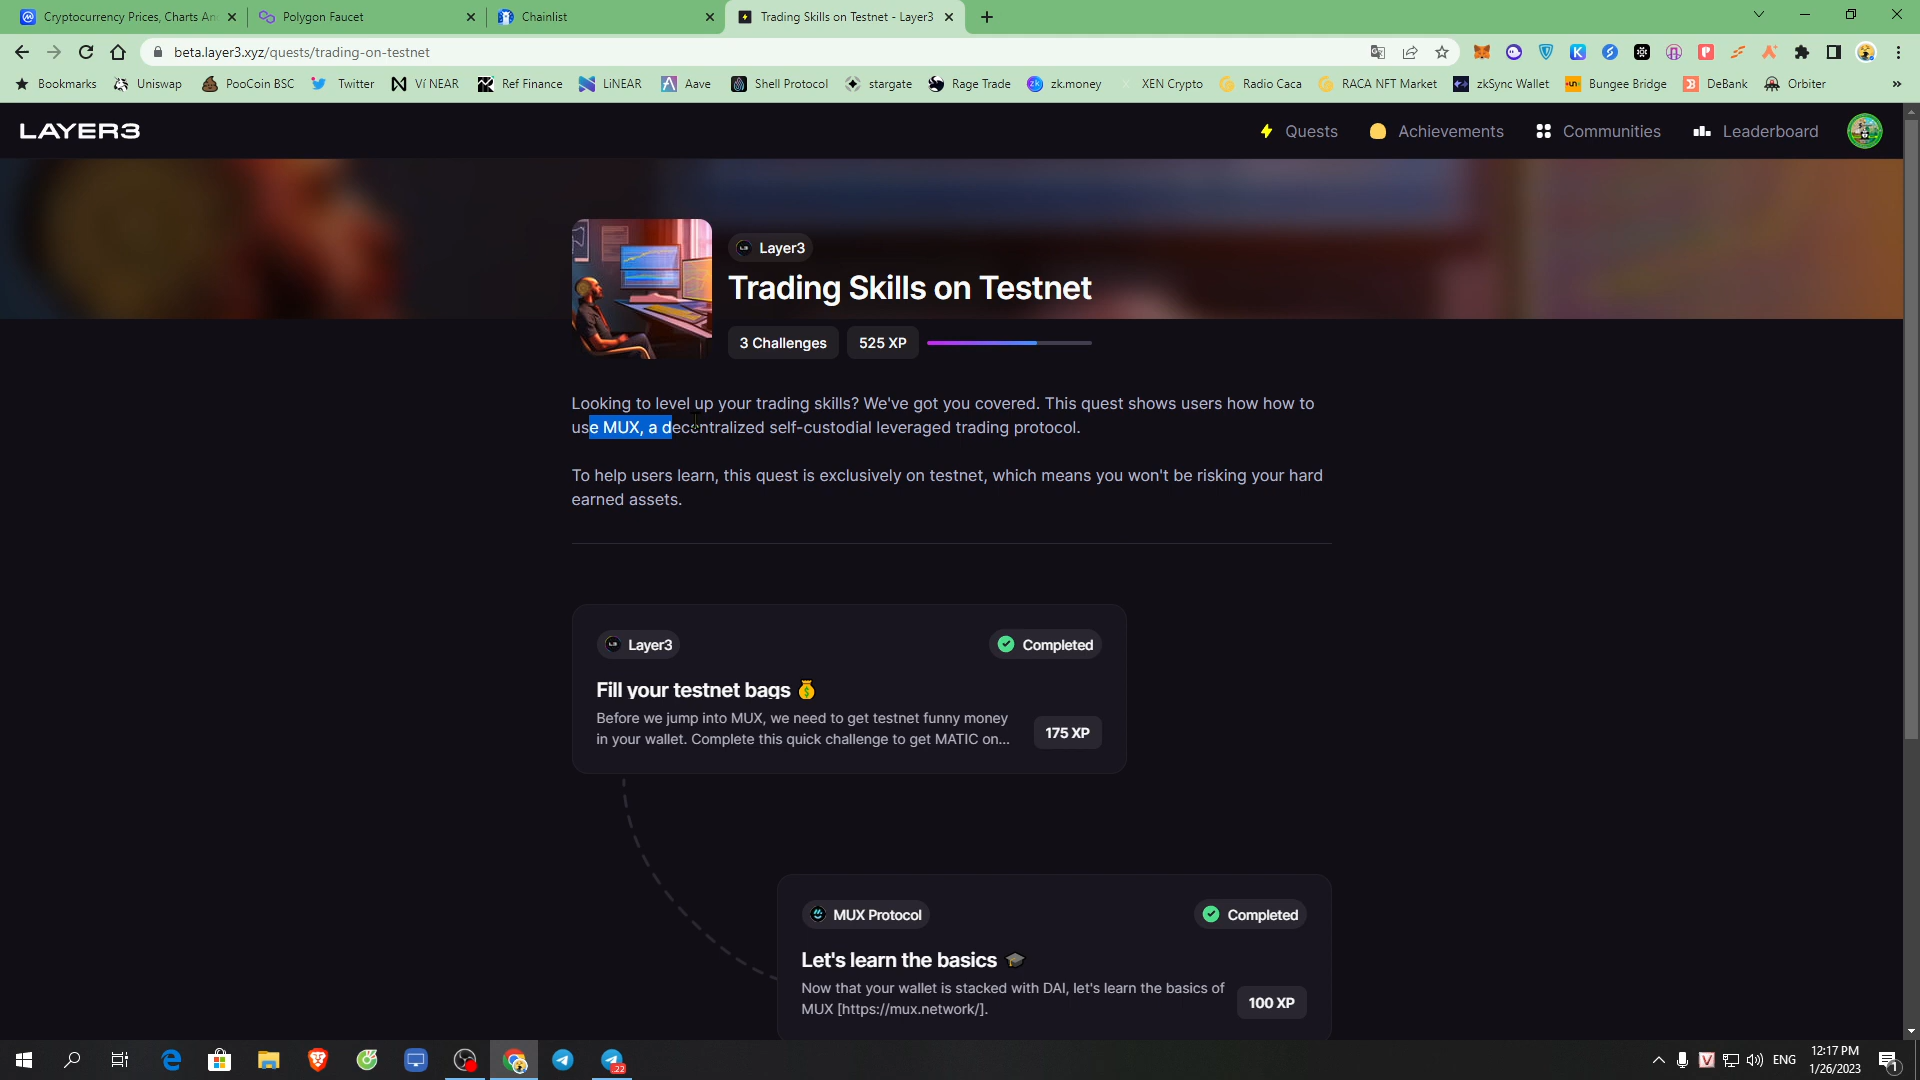 Cryptocurrency Prices, Charts An
Polygon Faucet
Chainlist
Trading Skills on Testnet - Layer3
beta.layer3.xyz/quests/trading-on-testnet
Bookmarks
Uniswap
PooCoin BSC
Twitter
Ví NEAR
Ref Finance
LiNEAR
Aave
Shell Protocol
stargate
Rage Trade
zk.money
XEN Crypto
Radio Caca
RACA NFT Market
zkSync Wallet
Bungee Bridge
DeBank
Orbiter
LAYER3
Quests
Achievements
Communities
Leaderboard
Layer3
Trading Skills on Testnet
3 Challenges
525 XP
Looking to level up your trading skills? We've got you covered. This quest shows users how how to
use MUX, a decentralized self-custodial leveraged trading protocol.
To help users learn, this quest is exclusively on testnet, which means you won't be risking your hard
earned assets.
Layer3
Completed
Fill your testnet bags 💰
Before we jump into MUX, we need to get testnet funny money
in your wallet. Complete this quick challenge to get MATIC on...
175 XP
MUX Protocol
Completed
Let's learn the basics 🎓
Now that your wallet is stacked with DAI, let's learn the basics of
MUX [https://mux.network/].
100 XP
22
ENG
12:17 PM
1/26/2023
1